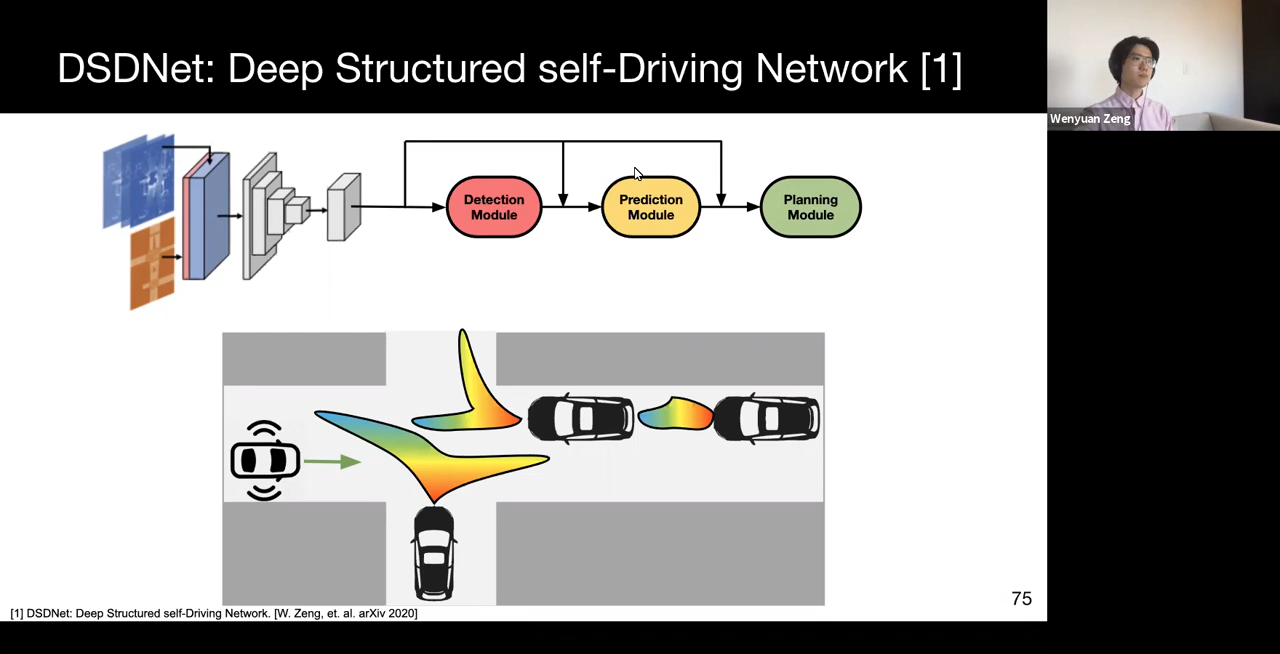 DSDNet: Deep Structured self-Driving Network [1]
Wenyuan Zeng
Detection
Module
Prediction
Module
Planning
Module
75
[1] DSDNet: Deep Structured self-Driving Network. [W. Zeng, et. al. arXiv 2020]